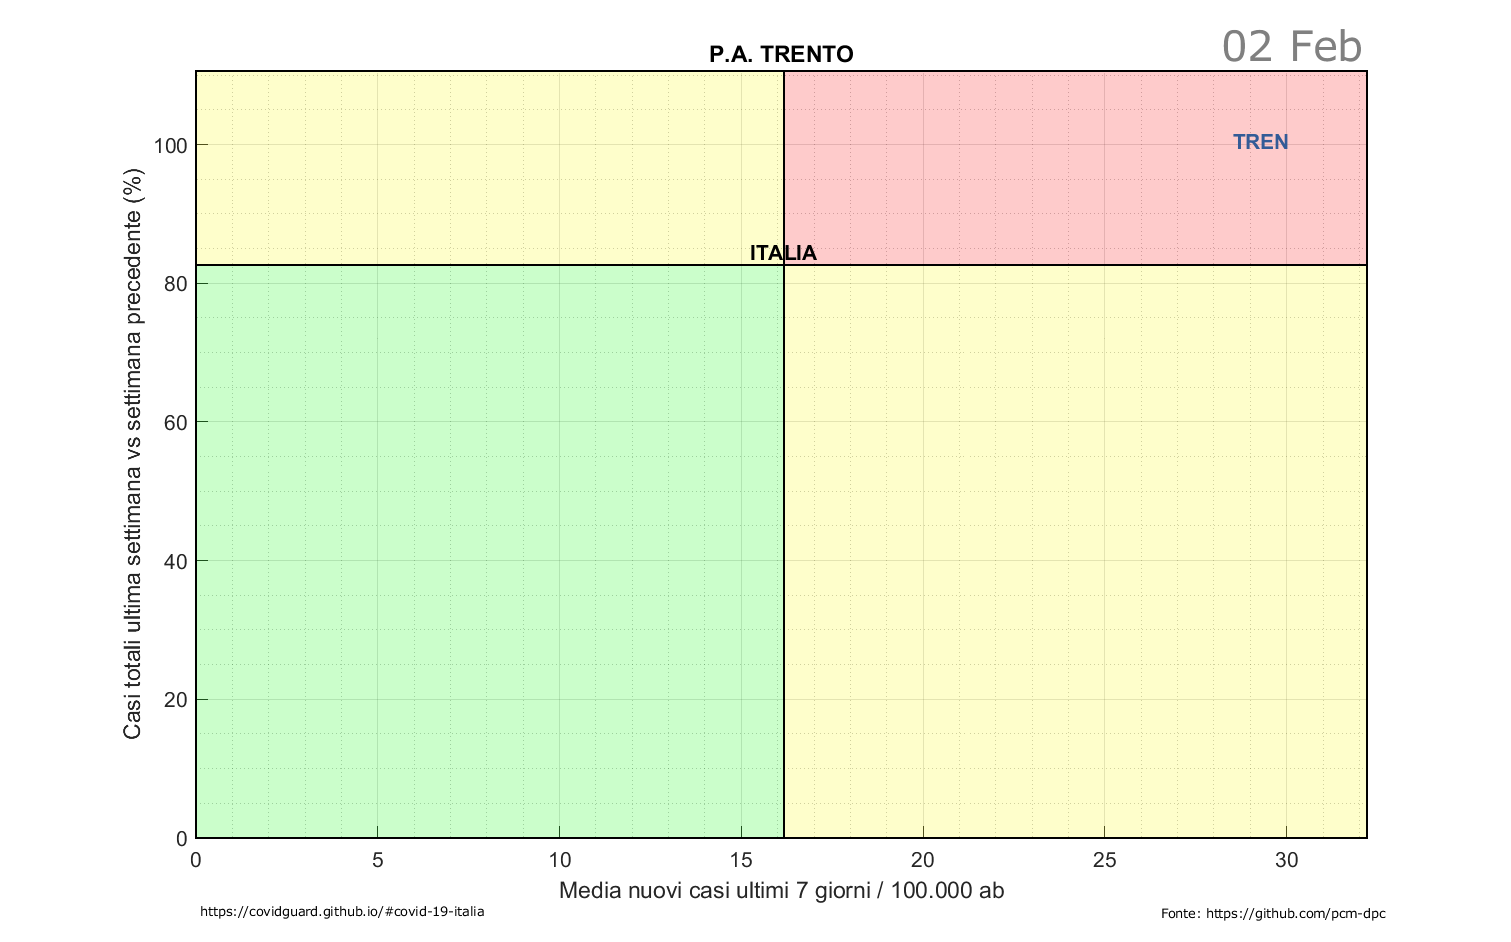 02 Feb
P.A. TRENTO
TREN
ITALIA
Casi totali ultima settimana vs settimana precedente (%)
100
80
60
40
20
0
0 5 10 15 20 25 30
Media nuovi casi ultimi 7 giorni / 100.000 ab
https://covidguard.github.io/#covid-19-italia
Fonte: https://github.com/pcm-dpc